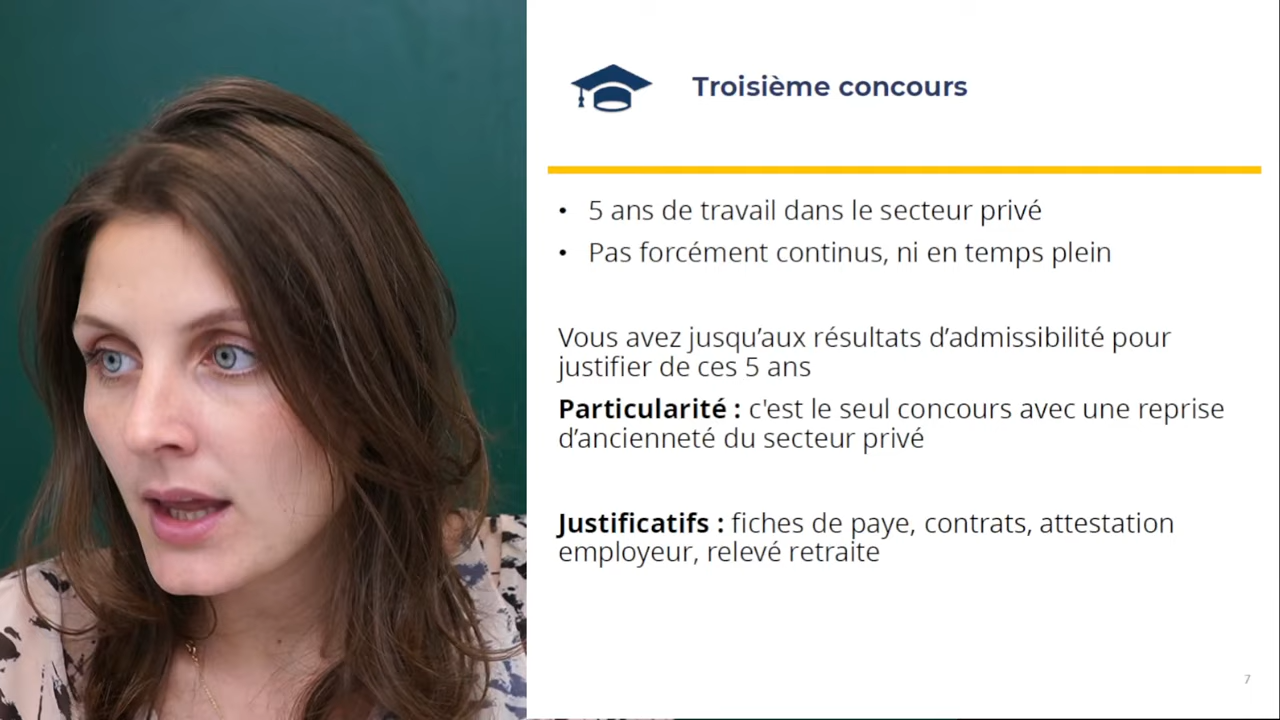 Troisième concours
• 5 ans de travail dans le secteur privé
• Pas forcément continus, ni en temps plein
Vous avez jusqu’aux résultats d’admissibilité pour
justifier de ces 5 ans
Particularité : c'est le seul concours avec une reprise
d’ancienneté du secteur privé
Justificatifs : fiches de paye, contrats, attestation
employeur, relevé retraite
7